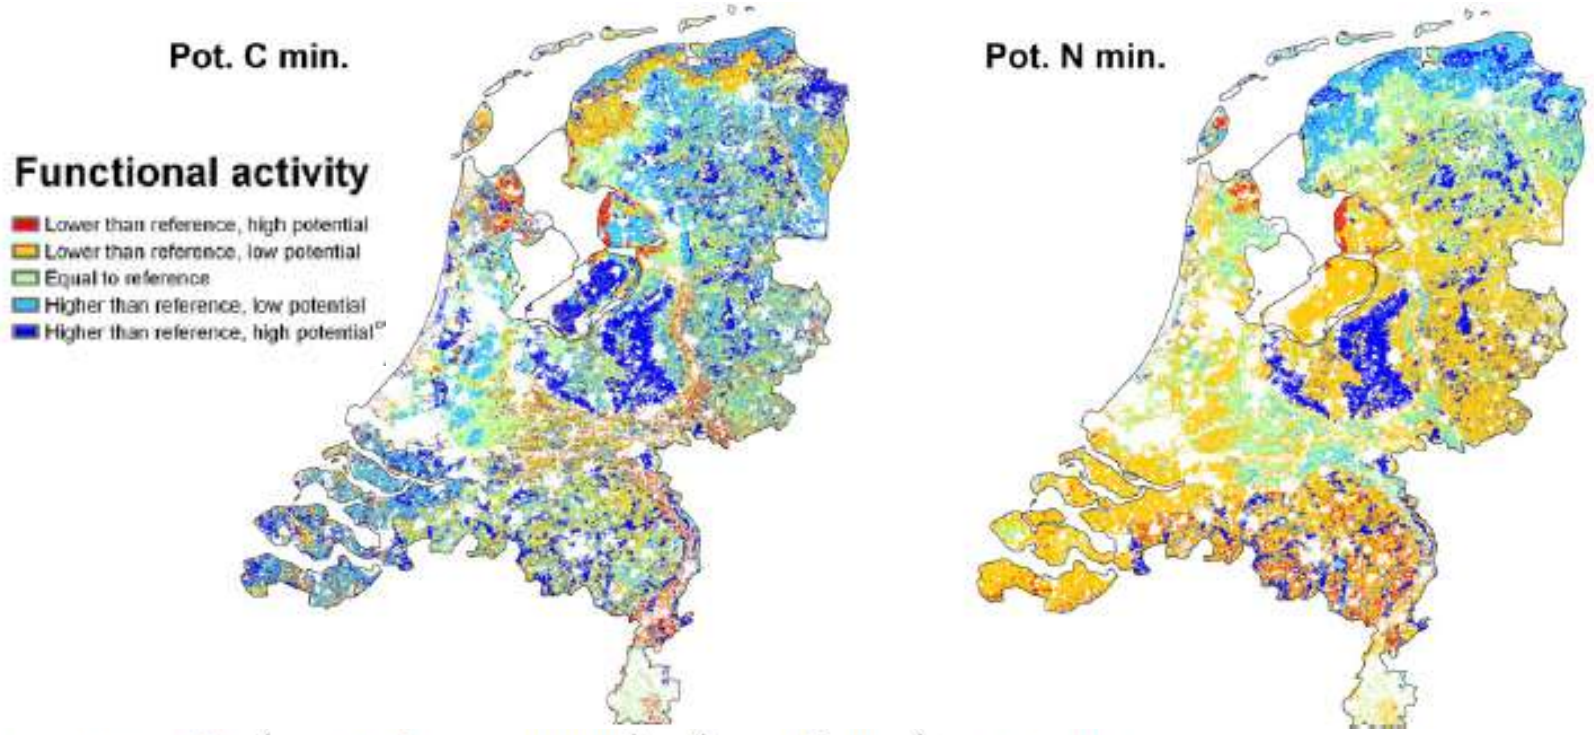 Pot. C min.
Pot. N min.
Functional activity
Lower than reference, high potential
Lower than reference, low potential
Equal to reference
Higher than reference, low potential
Higher than reference, high potential